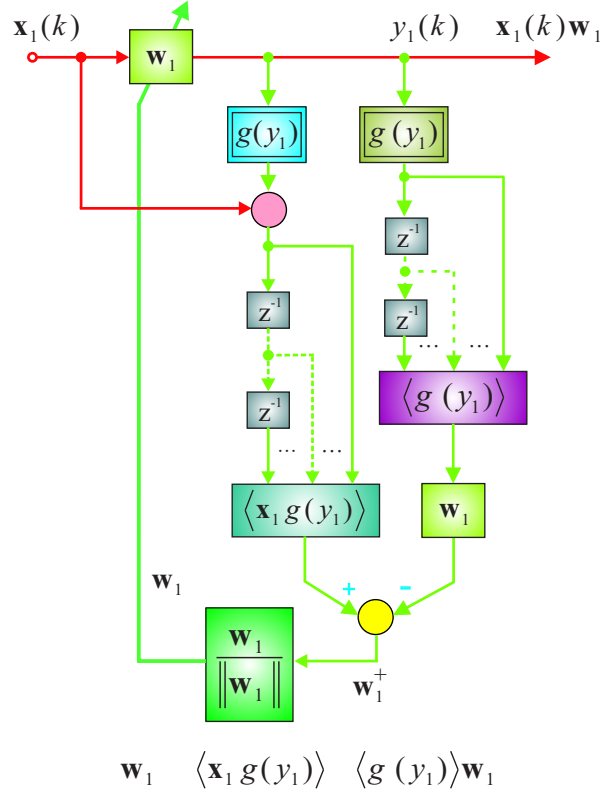 x₁(k) y₁(k) x₁(k)w₁
w₁
g(y₁) g (y₁)
z⁻¹
z⁻¹
z⁻¹
... ...
⟨g (y₁)⟩
z⁻¹
... ...
⟨x₁ g(y₁)⟩ w₁
w₁ + −
w₁
‖w₁ ‖
w₁⁺
w₁ ⟨x₁ g(y₁)⟩ ⟨g (y₁)⟩w₁